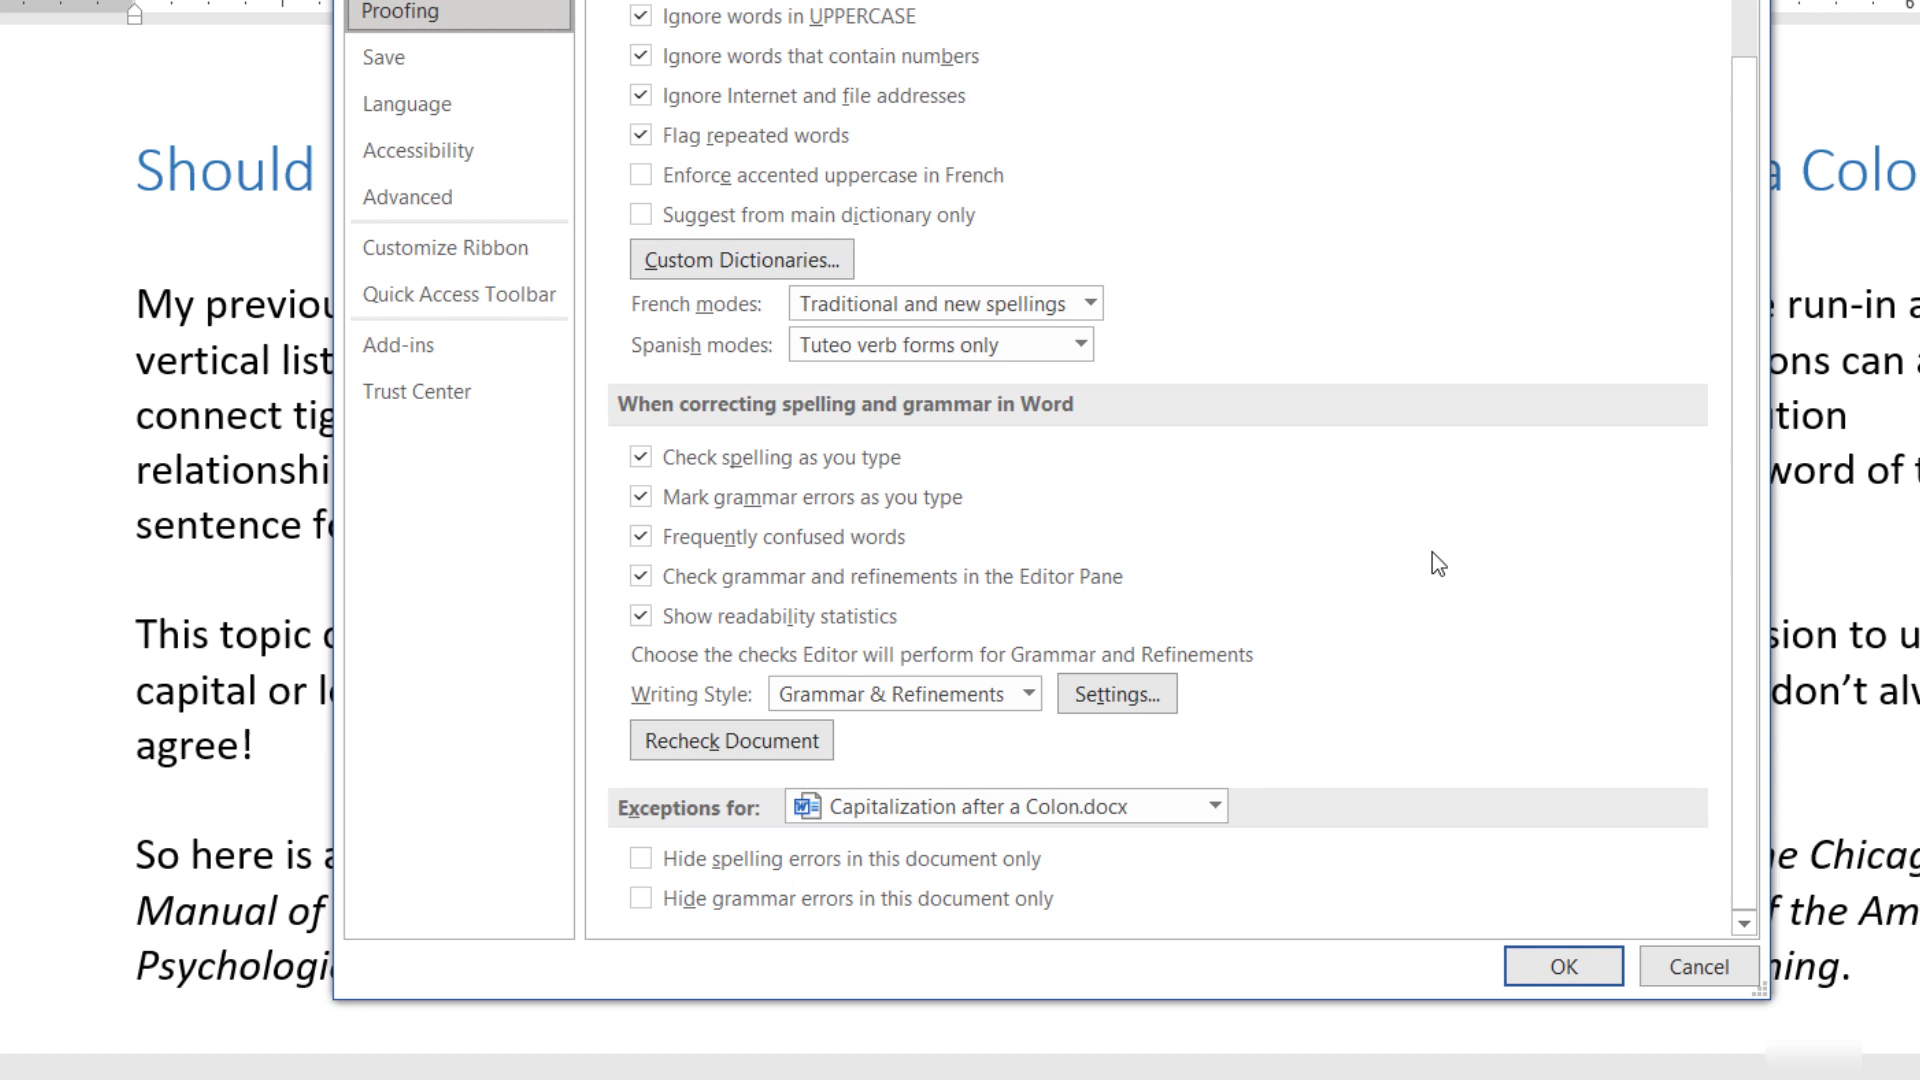 6
Proofing
Save
Language
Accessibility
Advanced
Customize Ribbon
Quick Access Toolbar
Add-ins
Trust Center
Ignore words in UPPERCASE
Ignore words that contain numbers
Ignore Internet and file addresses
Flag repeated words
Enforce accented uppercase in French
Suggest from main dictionary only
Custom Dictionaries...
French modes: Traditional and new spellings
Spanish modes: Tuteo verb forms only
When correcting spelling and grammar in Word
Check spelling as you type
Mark grammar errors as you type
Frequently confused words
Check grammar and refinements in the Editor Pane
Show readability statistics
Choose the checks Editor will perform for Grammar and Refinements
Writing Style: Grammar & Refinements Settings...
Recheck Document
Exceptions for: Capitalization after a Colon.docx
Hide spelling errors in this document only
Hide grammar errors in this document only
OK Cancel
Should a Colo
My previou run-in a
vertical list ons can a
connect tig tion
relationshi word of t
sentence fo
This topic sion to u
capital or l don’t alw
agree!
So here is a he Chicag
Manual of f the Am
Psychologi ning.